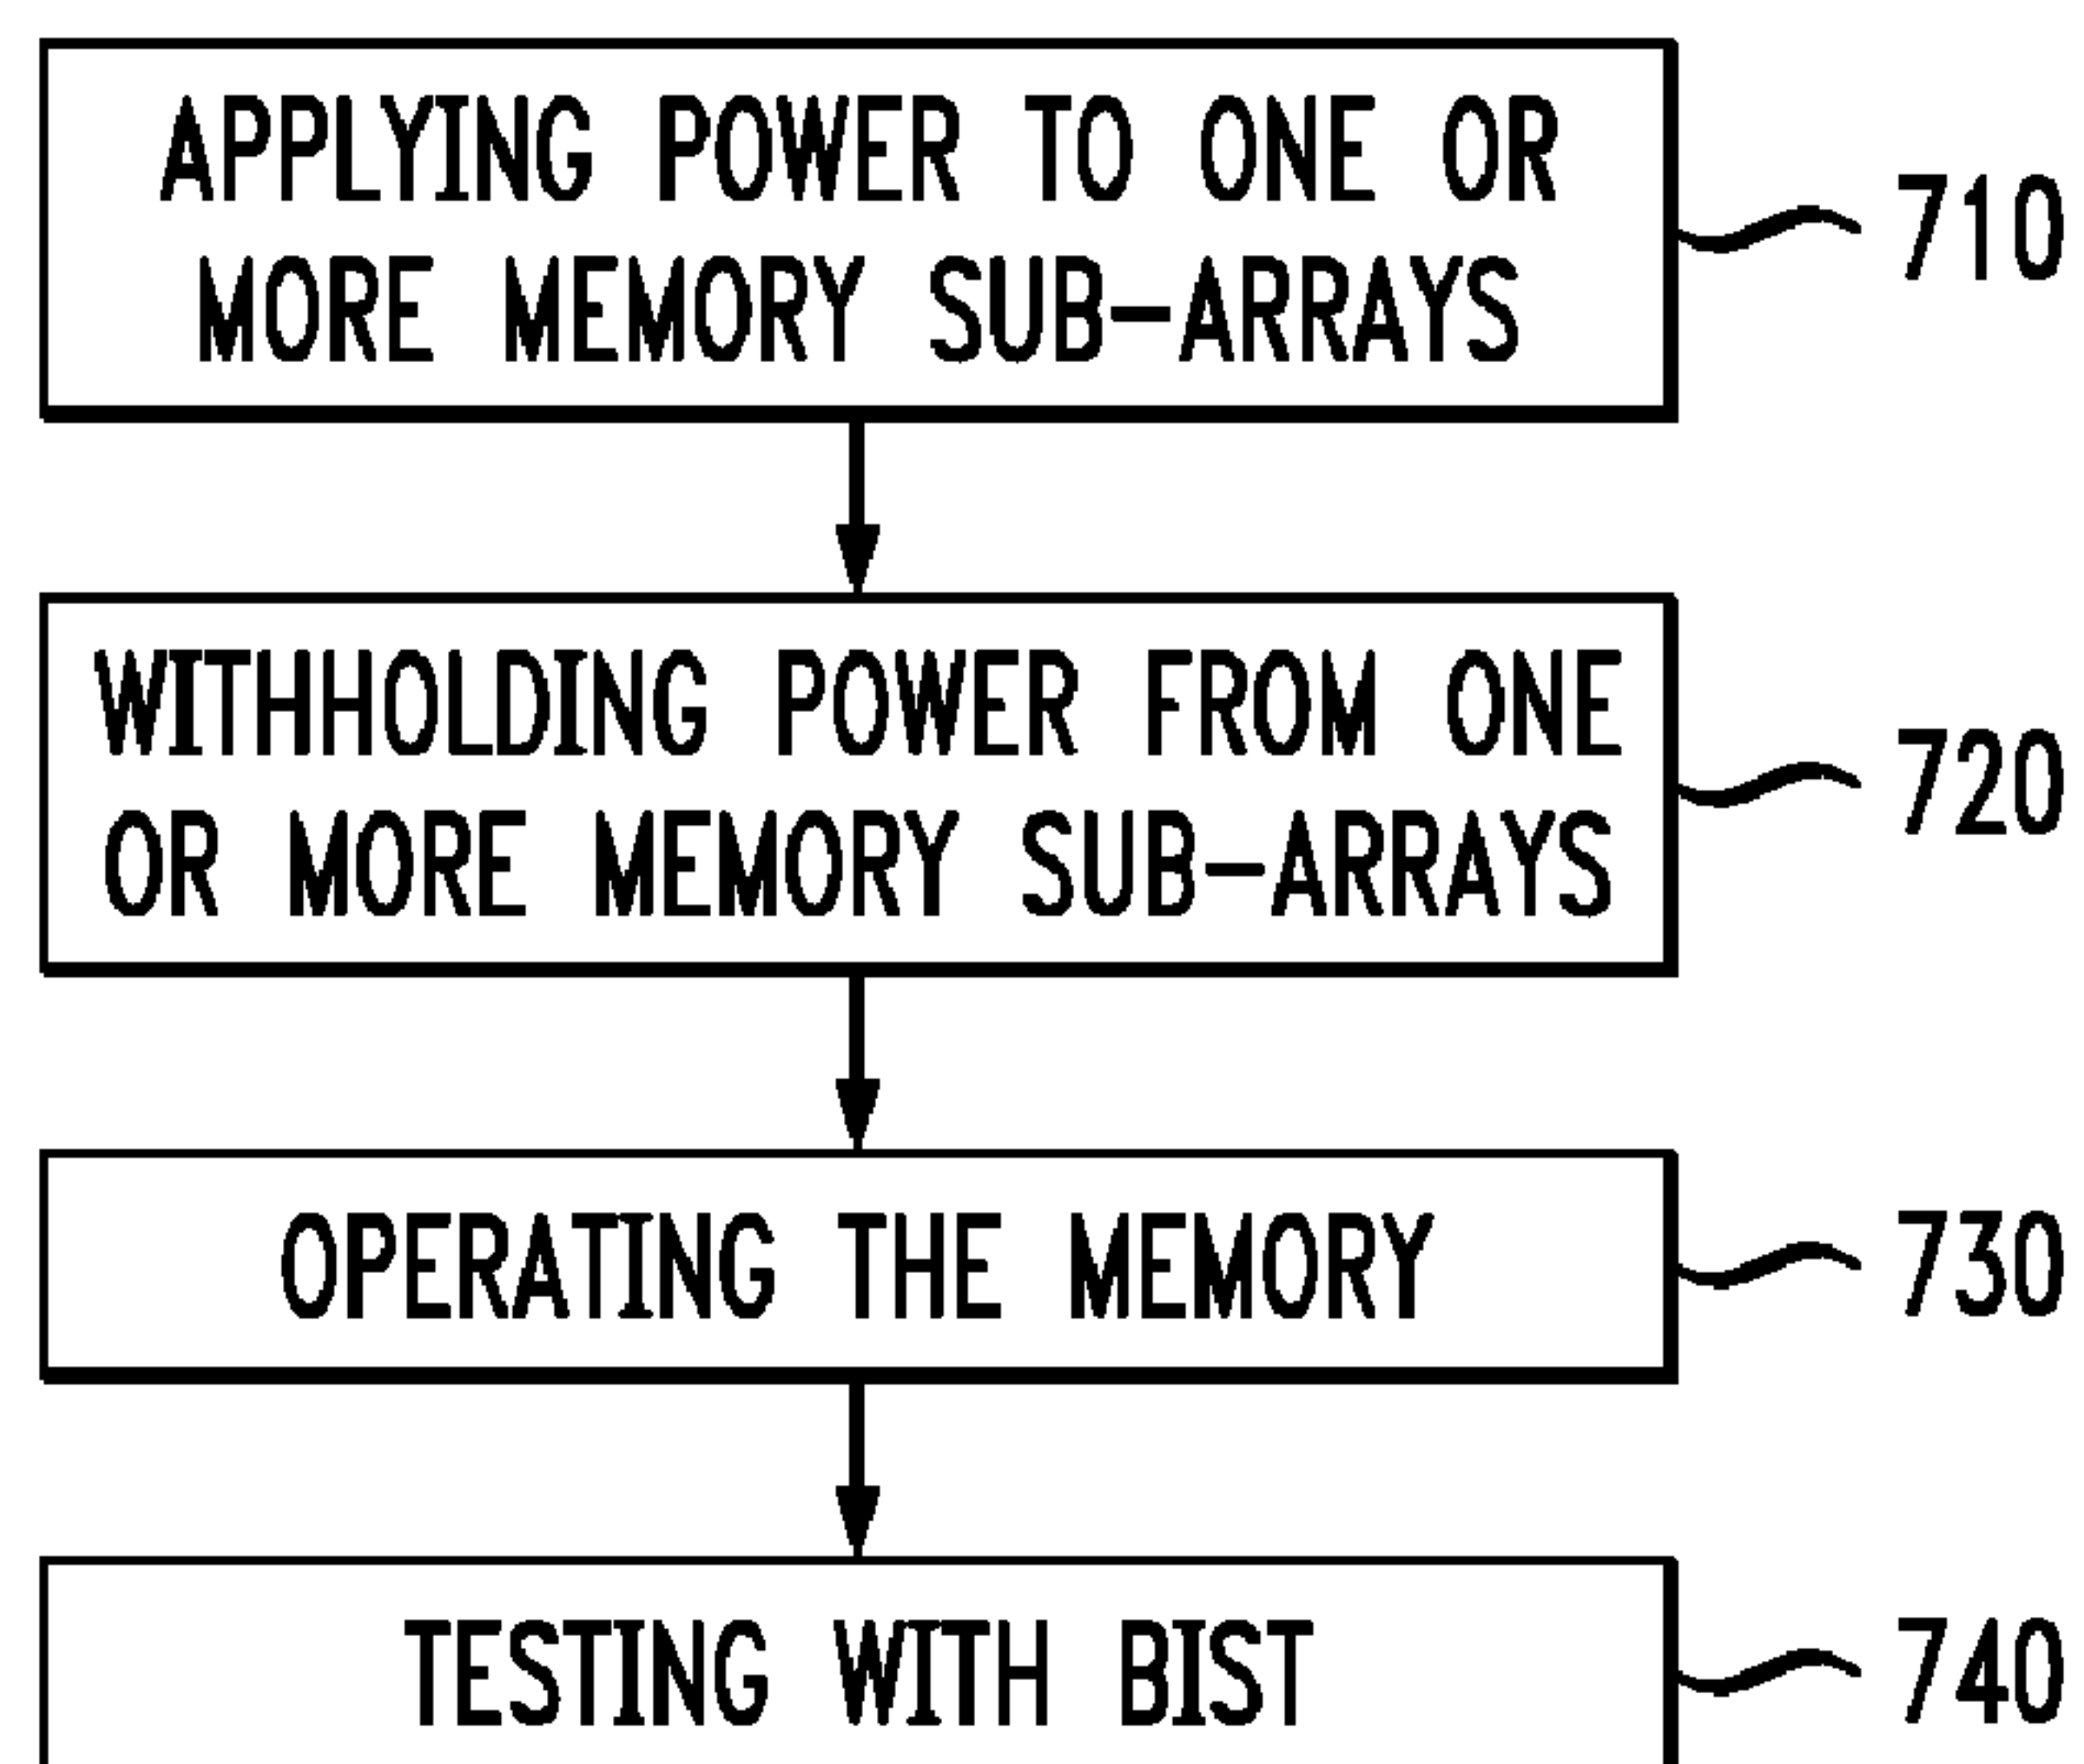 APPLYING POWER TO ONE OR
MORE MEMORY SUB-ARRAYS
710
WITHHOLDING POWER FROM ONE
OR MORE MEMORY SUB-ARRAYS
720
OPERATING THE MEMORY
730
TESTING WITH BIST
740